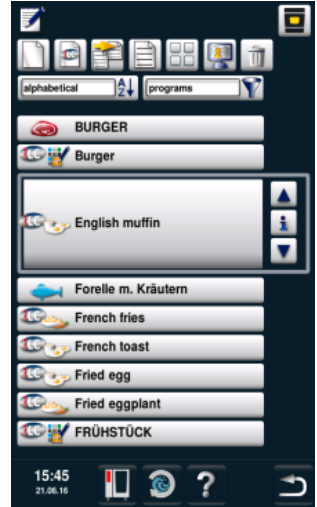 alphabetical
A
Z
programs
BURGER
Burger
English muffin
i
Forelle m. Kräutern
French fries
French toast
Fried egg
Fried eggplant
FRÜHSTÜCK
15:45
21.06.16
?